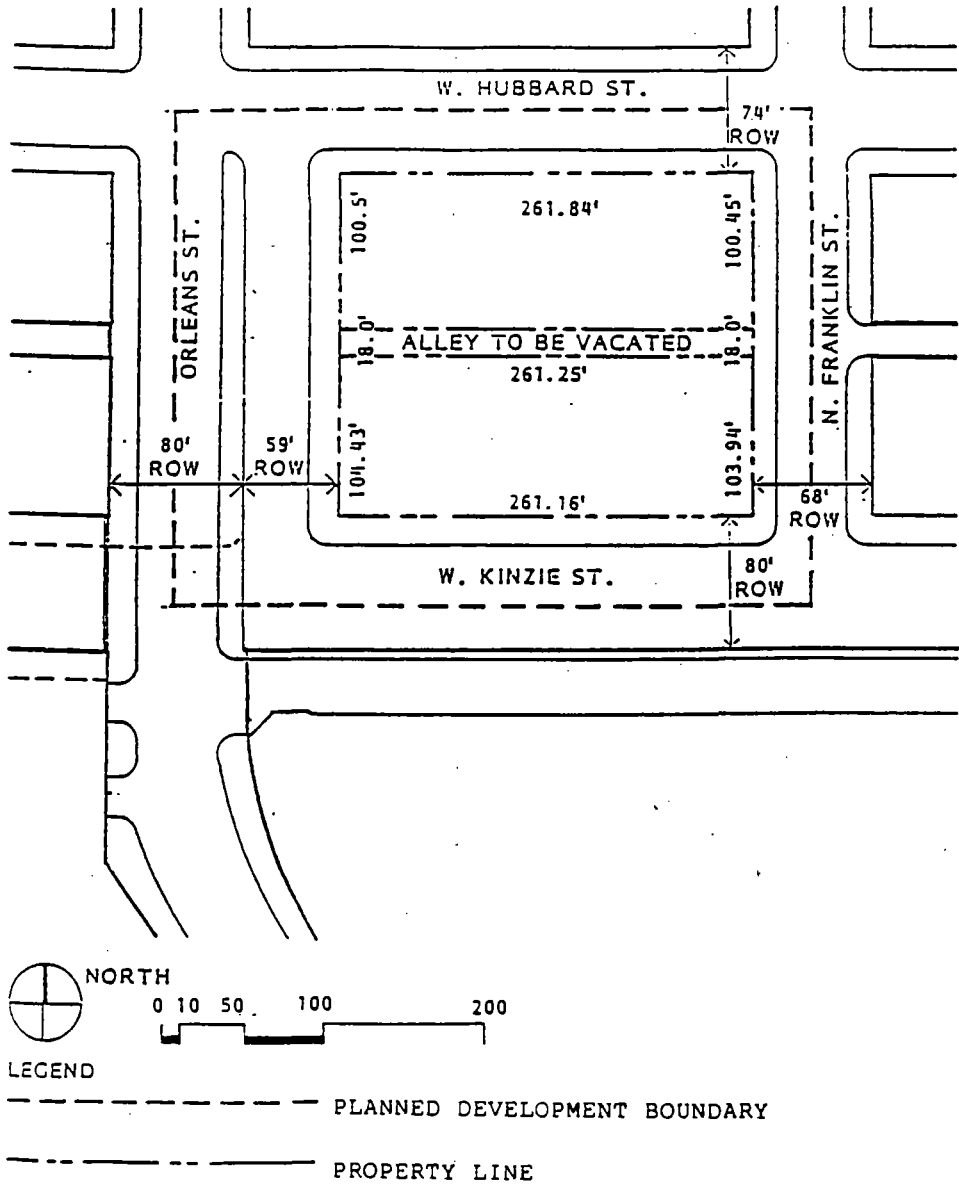 W. HUBBARD ST.
74'
ROW
261.84'
100.5'
100.45'
ORLEANS ST.
N. FRANKLIN ST.
18.0'
ALLEY TO BE VACATED
18.0'
261.25'
80'
ROW
59'
ROW
104.43'
103.94'
261.16'
68'
ROW
W. KINZIE ST.
80'
ROW
NORTH
0 10 50 100 200
LEGEND
PLANNED DEVELOPMENT BOUNDARY
PROPERTY LINE